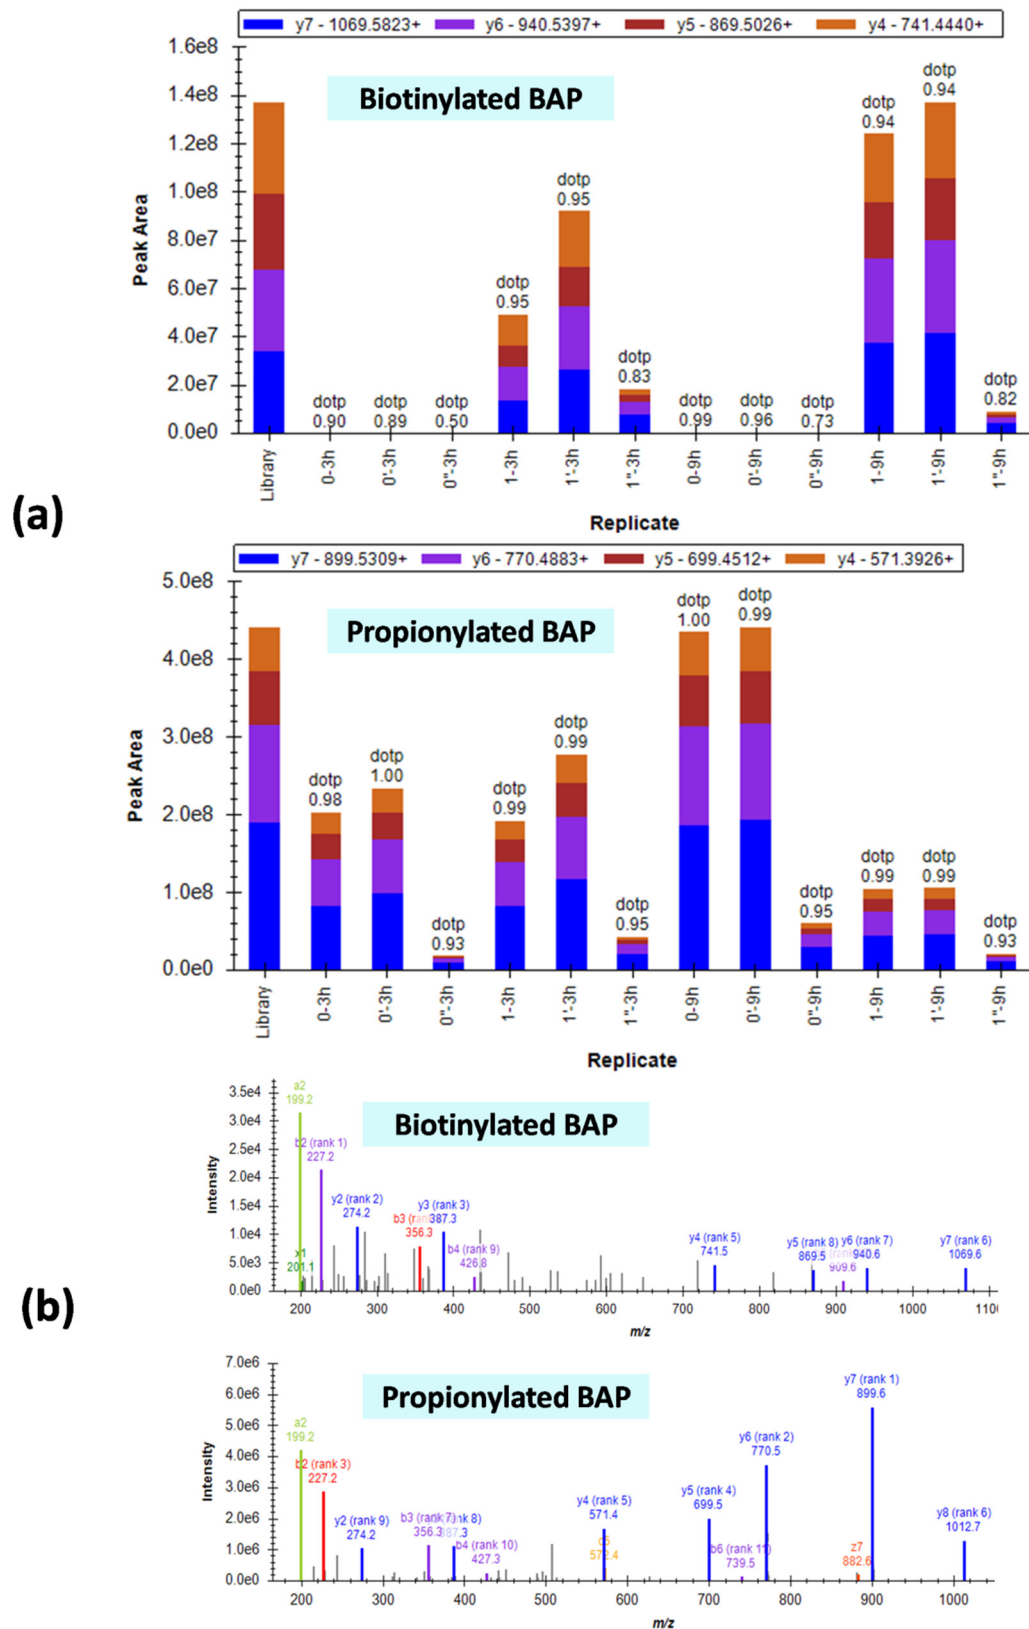 y7 - 1069.5823+ y6 - 940.5397+ y5 - 869.5026+ y4 - 741.4440+
Biotinylated BAP
Peak Area
1.6e8
1.4e8
1.2e8
1.0e8
8.0e7
6.0e7
4.0e7
2.0e7
0.0e0
dotp 0.90
dotp 0.89
dotp 0.50
dotp 0.95
dotp 0.95
dotp 0.83
dotp 0.99
dotp 0.96
dotp 0.73
dotp 0.94
dotp 0.94
dotp 0.82
Library 0-3h 0'-3h 0"-3h 1-3h 1'-3h 1"-3h 0-9h 0'-9h 0"-9h 1-9h 1'-9h 1"-9h
Replicate
(a)
y7 - 899.5309+ y6 - 770.4883+ y5 - 699.4512+ y4 - 571.3926+
Propionylated BAP
Peak Area
5.0e8
4.0e8
3.0e8
2.0e8
1.0e8
0.0e0
dotp 0.98
dotp 1.00
dotp 0.93
dotp 0.99
dotp 0.99
dotp 0.95
dotp 1.00
dotp 0.99
dotp 0.95
dotp 0.99
dotp 0.99
dotp 0.93
Library 0-3h 0'-3h 0"-3h 1-3h 1'-3h 1"-3h 0-9h 0'-9h 0"-9h 1-9h 1'-9h 1"-9h
Replicate
(b)
Biotinylated BAP
Intensity
3.5e4
3.0e4
2.5e4
2.0e4
1.5e4
1.0e4
5.0e3
0.0e0
a2
199.2
b2 (rank 1)
227.2
y2 (rank 2)
274.2
b3
356.3
y3 (rank 3)
387.3
b4 (rank 9)
426.8
201.1
y4 (rank 5)
741.5
y5 (rank 8)
869.5
909.6
y6 (rank 7)
940.6
y7 (rank 6)
1069.6
200 300 400 500 600 700 800 900 1000
m/z
Propionylated BAP
Intensity
7.0e6
6.0e6
5.0e6
4.0e6
3.0e6
2.0e6
1.0e6
0.0e0
a2
199.2
b2 (rank 3)
227.2
y2 (rank 9)
274.2
b3 (rank 7)
356.3
b4 (rank 10)
427.3
y4 (rank 5)
571.4
y5 (rank 4)
699.5
b6 (rank 11)
739.5
y6 (rank 2)
770.5
z7
882.6
y7 (rank 1)
899.6
y8 (rank 6)
1012.7
200 300 400 500 600 700 800 900 1000
m/z